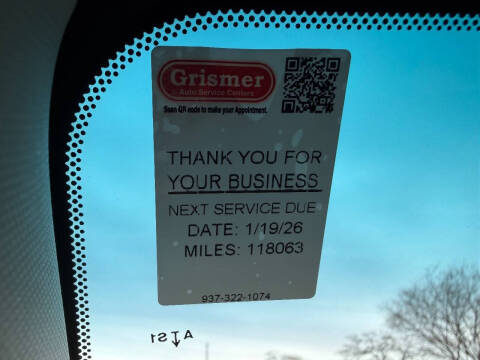 Grismer
Auto Service Centers
Scan QR code to make your Appointment.
THANK YOU FOR
YOUR BUSINESS
NEXT SERVICE DUE
DATE: 1/19/26
MILES: 118063
937-322-1074
AS1